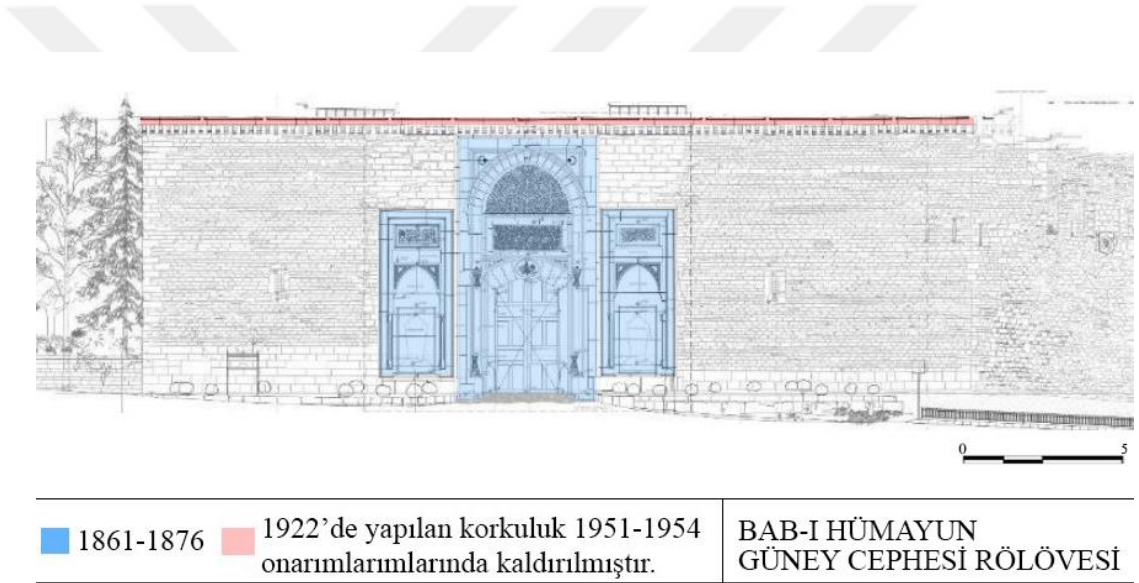 0 5
1861-1876
1922’de yapılan korkuluk 1951-1954
onarımlarımlarında kaldırılmıştır.
BAB-I HÜMAYUN
GÜNEY CEPHESİ RÖLÖVESİ